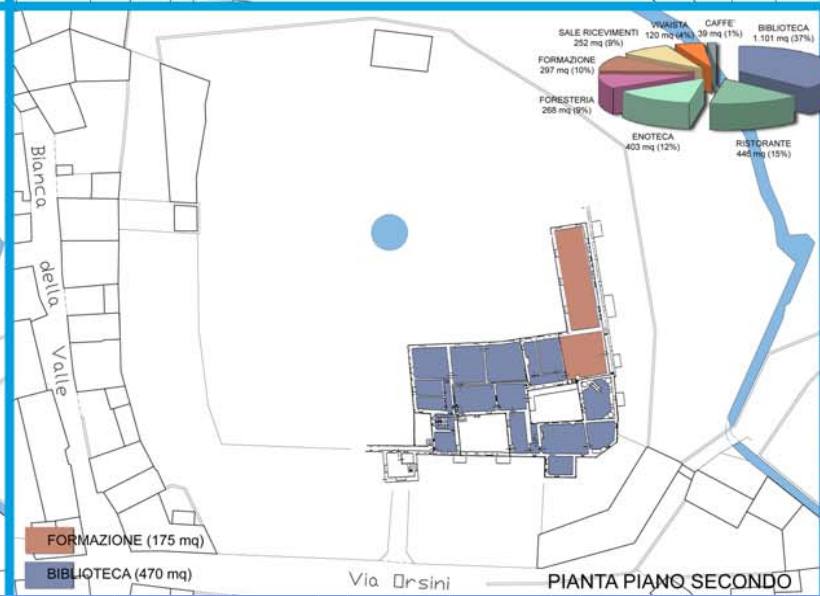 VIVAISTA
120 mq (4%)
CAFFE'
39 mq (1%)
BIBLIOTECA
1.101 mq (37%)
SALE RICEVIMENTI
252 mq (9%)
FORMAZIONE
297 mq (10%)
FORESTERIA
268 mq (9%)
ENOTECA
403 mq (12%)
RISTORANTE
446 mq (15%)
Bianca della Valle
FORMAZIONE (175 mq)
BIBLIOTECA (470 mq)
Via Orsini
PIANTA PIANO SECONDO